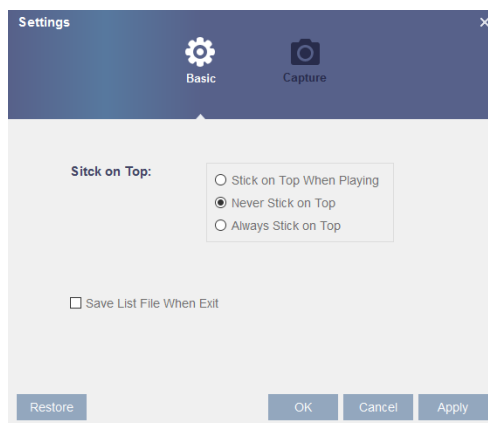 Settings
Basic
Capture
Sitck on Top:
Stick on Top When Playing
Never Stick on Top
Always Stick on Top
Save List File When Exit
Restore
OK
Cancel
Apply